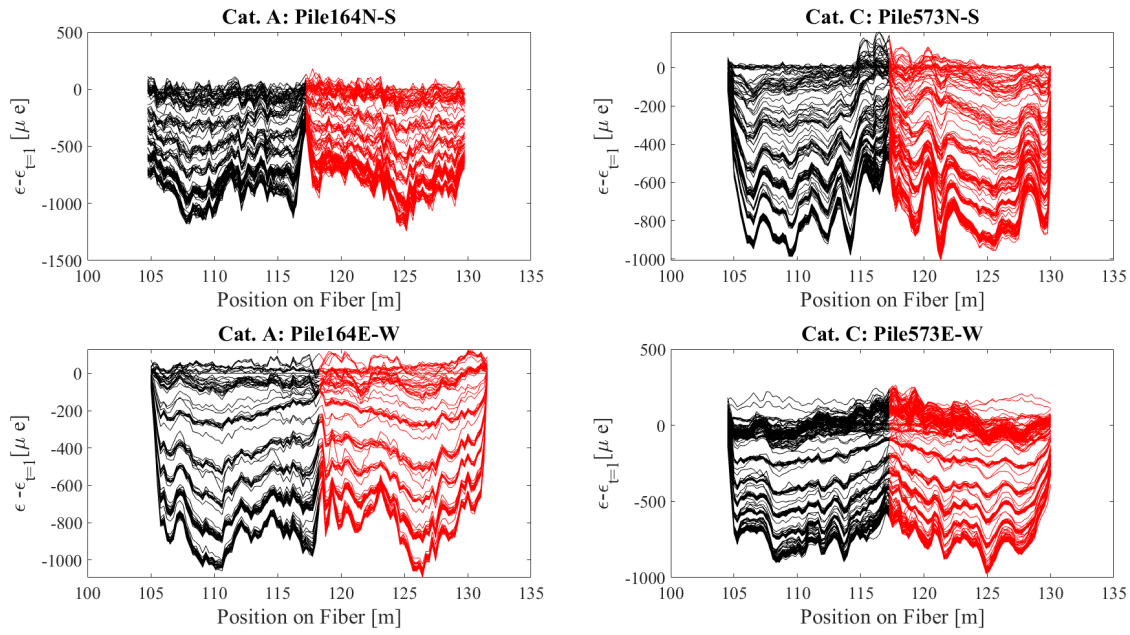 Cat. A: Pile164N-S
500
0
-500
-1000
-1500
ϵ-ϵt=1 [μ e]
100 105 110 115 120 125 130 135
Position on Fiber [m]
Cat. C: Pile573N-S
0
-200
-400
-600
-800
-1000
ϵ-ϵt=1 [μ e]
100 105 110 115 120 125 130 135
Position on Fiber [m]
Cat. A: Pile164E-W
0
-200
-400
-600
-800
-1000
ϵ-ϵt=1 [μ e]
100 105 110 115 120 125 130 135
Position on Fiber [m]
Cat. C: Pile573E-W
500
0
-500
-1000
ϵ-ϵt=1 [μ e]
100 105 110 115 120 125 130 135
Position on Fiber [m]